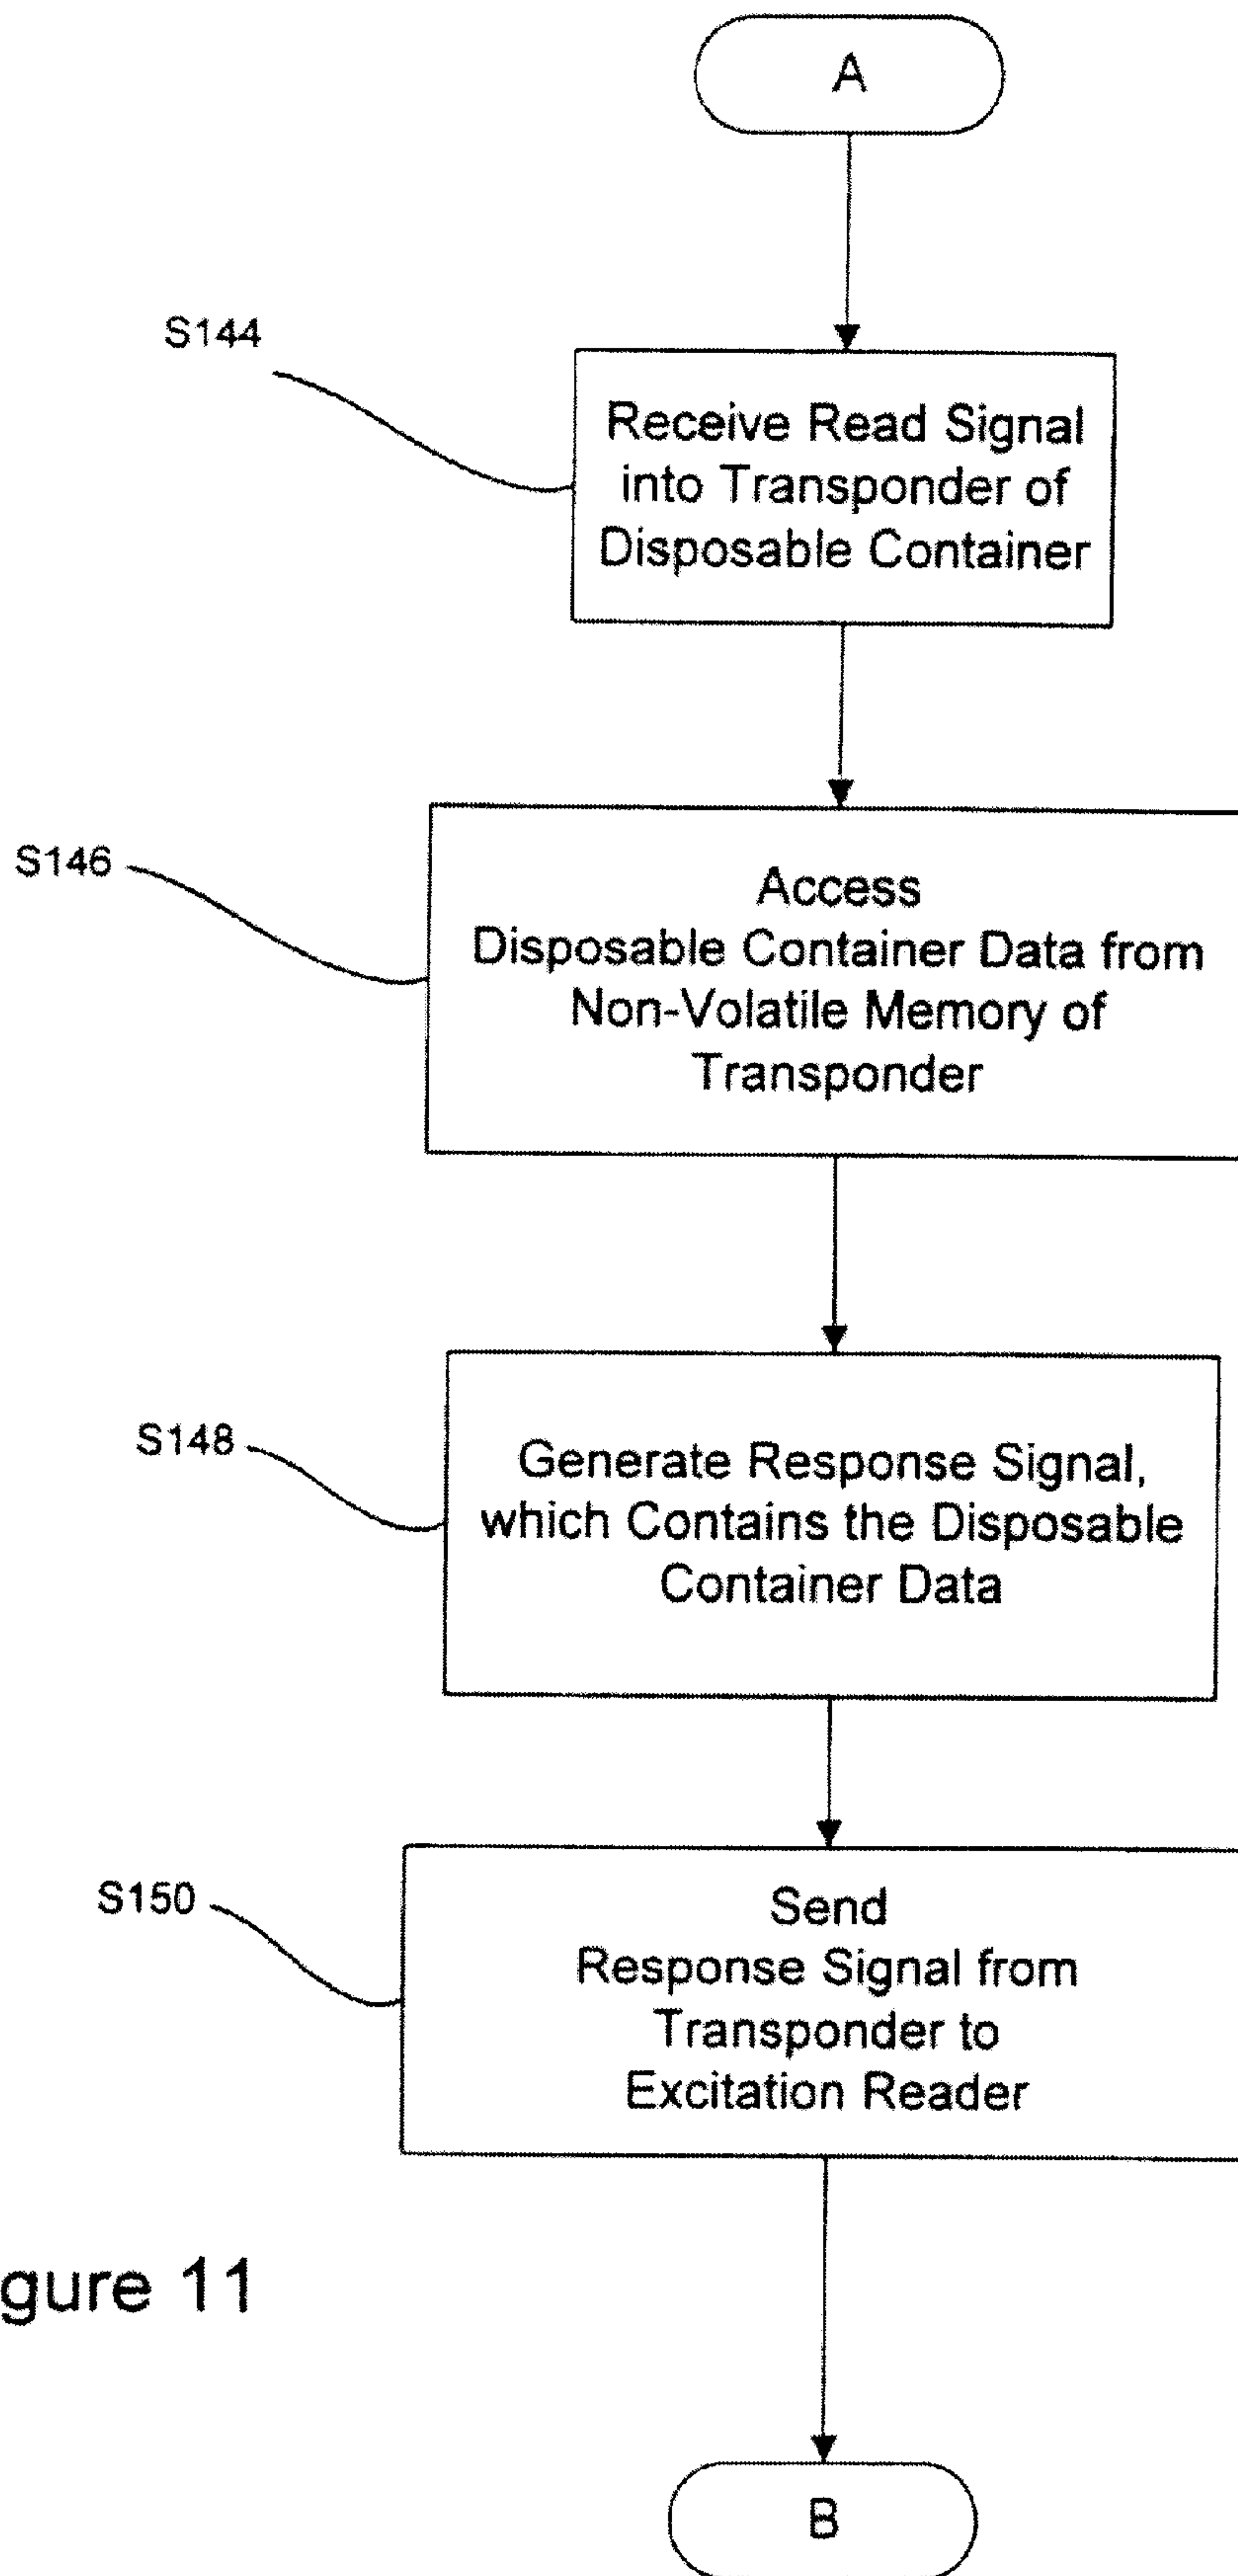 A
S144
Receive Read Signal
into Transponder of
Disposable Container
S146
Access
Disposable Container Data from
Non-Volatile Memory of
Transponder
S148
Generate Response Signal,
which Contains the Disposable
Container Data
S150
Send
Response Signal from
Transponder to
Excitation Reader
gure 11
B